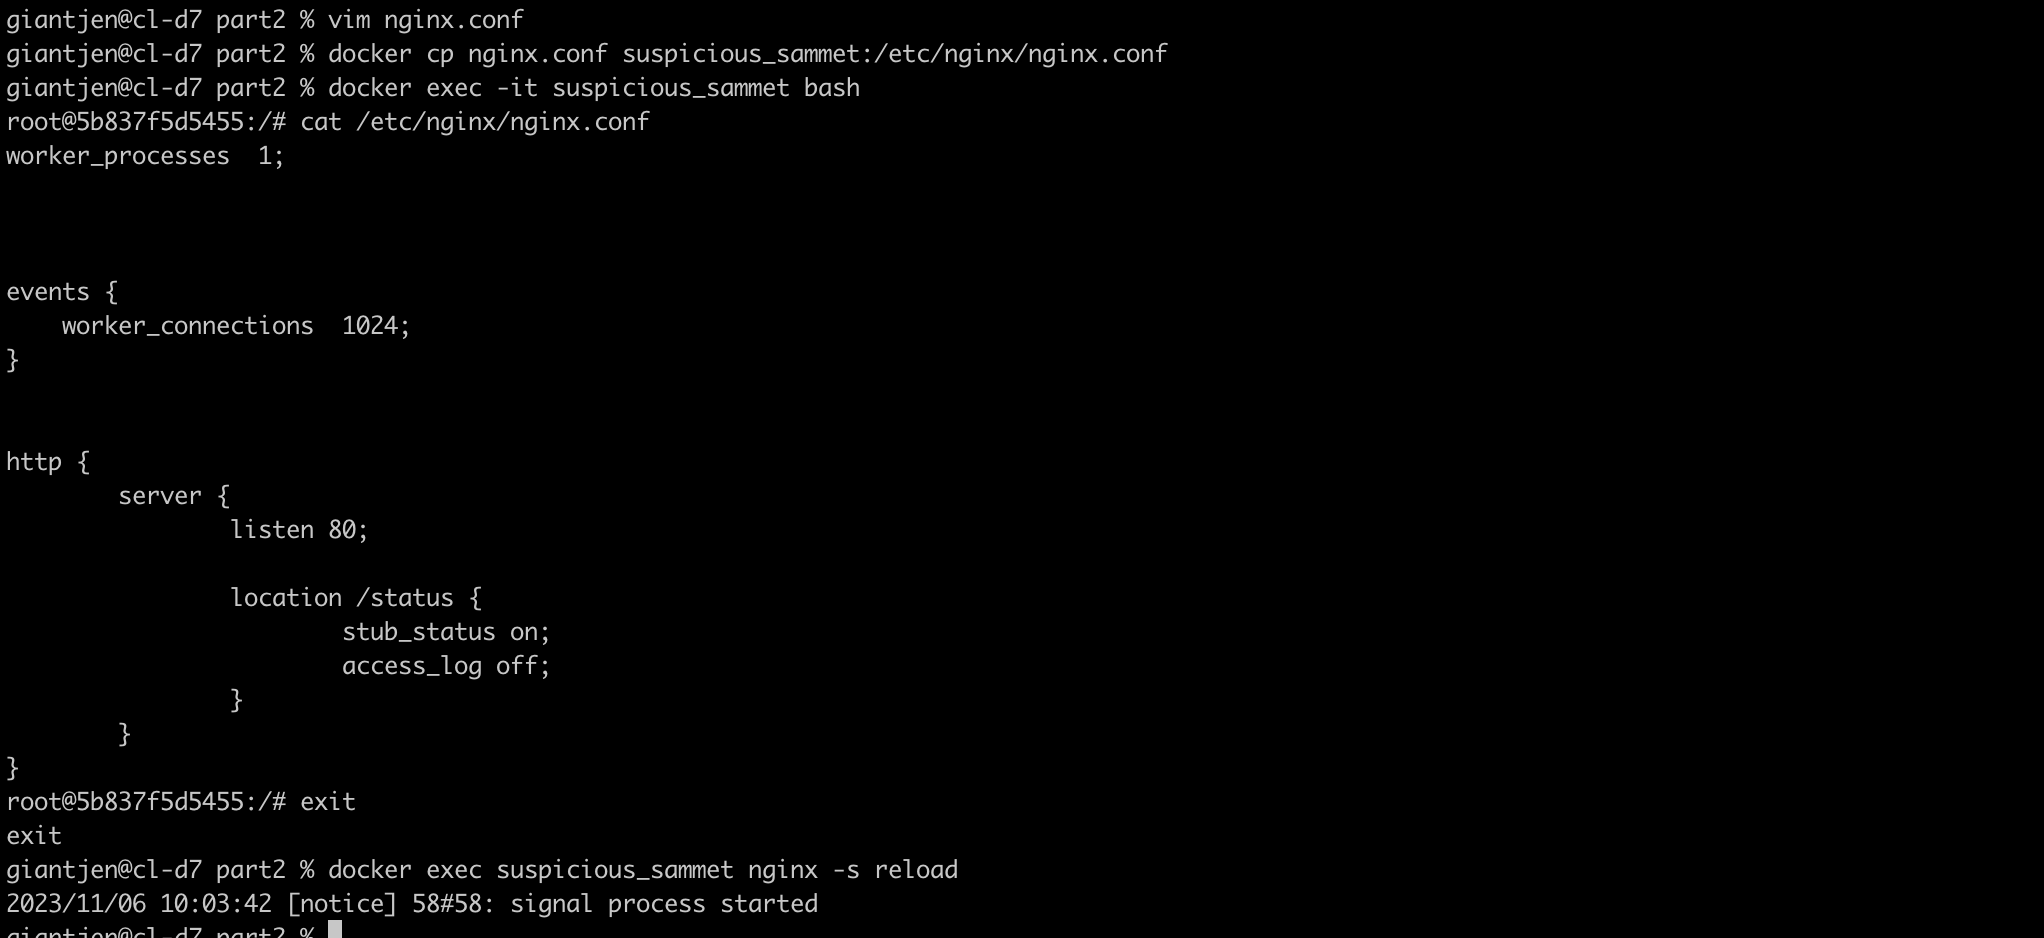 giantjen@cl-d7 part2 % vim nginx.conf
giantjen@cl-d7 part2 % docker cp nginx.conf suspicious_sammet:/etc/nginx/nginx.conf
giantjen@cl-d7 part2 % docker exec -it suspicious_sammet bash
root@5b837f5d5455:/# cat /etc/nginx/nginx.conf
worker_processes  1;
events {
    worker_connections  1024;
}
http {
        server {
                listen 80;
                location /status {
                        stub_status on;
                        access_log off;
                }
        }
}
root@5b837f5d5455:/# exit
exit
giantjen@cl-d7 part2 % docker exec suspicious_sammet nginx -s reload
2023/11/06 10:03:42 [notice] 58#58: signal process started
giantjen@cl-d7 part2 %